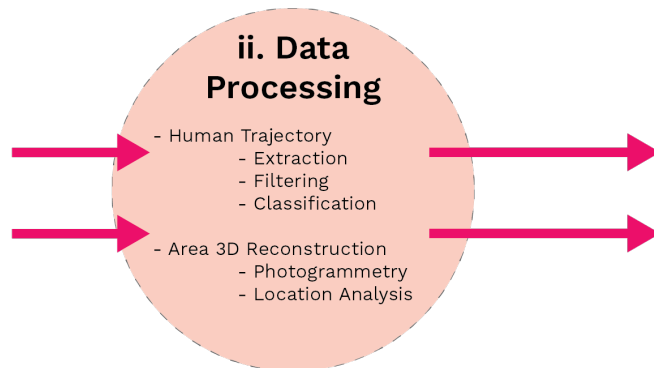 ii. Data
Processing
- Human Trajectory
- Extraction
- Filtering
- Classification
- Area 3D Reconstruction
- Photogrammetry
- Location Analysis